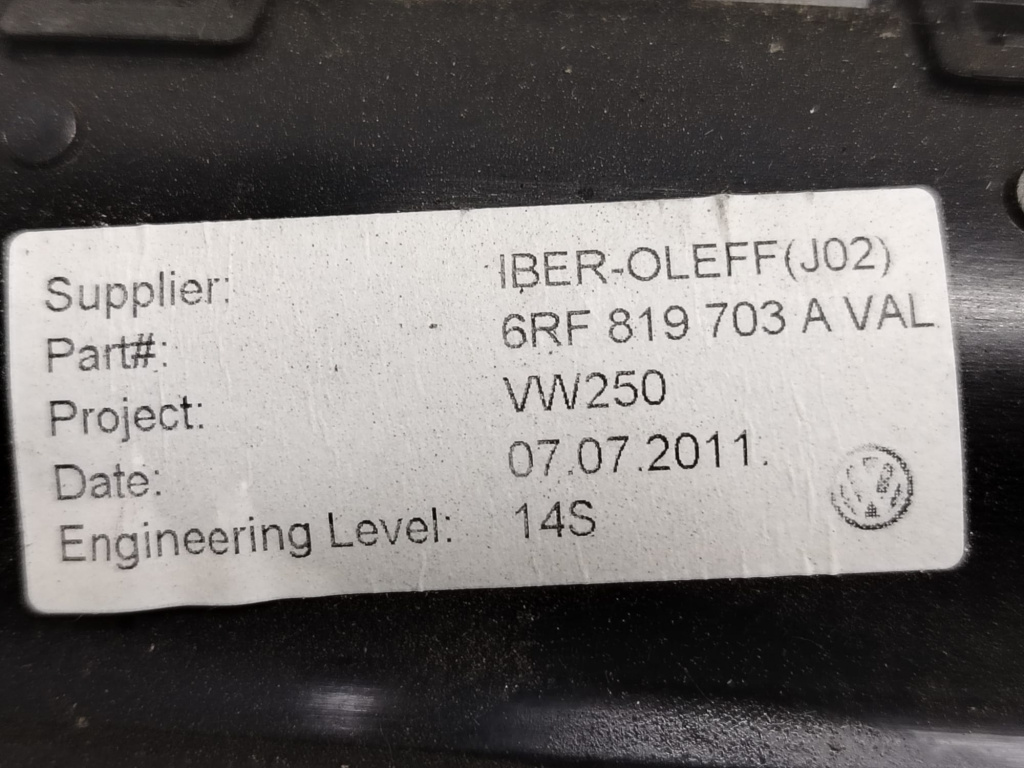 Supplier: IBER-OLEFF(J02)
Part#: 6RF 819 703 A VAL
Project: VW250
Date: 07.07.2011.
Engineering Level: 14S